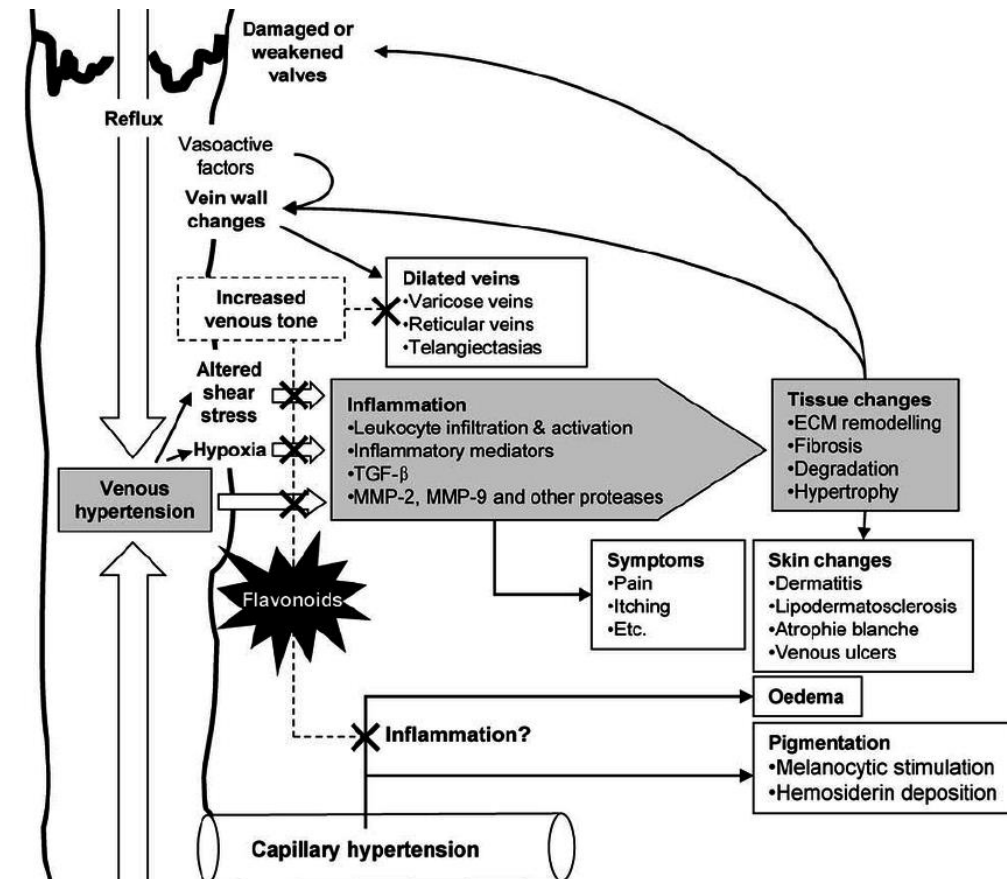 Damaged or
weakened
valves
Reflux
Vasoactive
factors
Vein wall
changes
Dilated veins
•Varicose veins
•Reticular veins
•Telangiectasias
Increased
venous tone
Altered
shear
stress
Hypoxia
Venous
hypertension
Inflammation
•Leukocyte infiltration & activation
•Inflammatory mediators
•TGF-β
•MMP-2, MMP-9 and other proteases
Tissue changes
•ECM remodelling
•Fibrosis
•Degradation
•Hypertrophy
Flavonoids
Symptoms
•Pain
•Itching
•Etc.
Skin changes
•Dermatitis
•Lipodermatosclerosis
•Atrophie blanche
•Venous ulcers
Oedema
Inflammation?
Pigmentation
•Melanocytic stimulation
•Hemosiderin deposition
Capillary hypertension